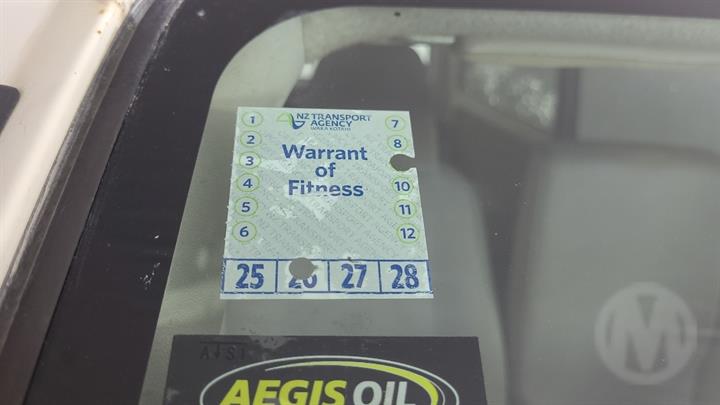 NZ TRANSPORT
AGENCY
WAKA KOTAHI
1
7
2
8
Warrant
of
Fitness
3
4
10
5
11
6
12
25 26 27 28
AEGIS OIL
M